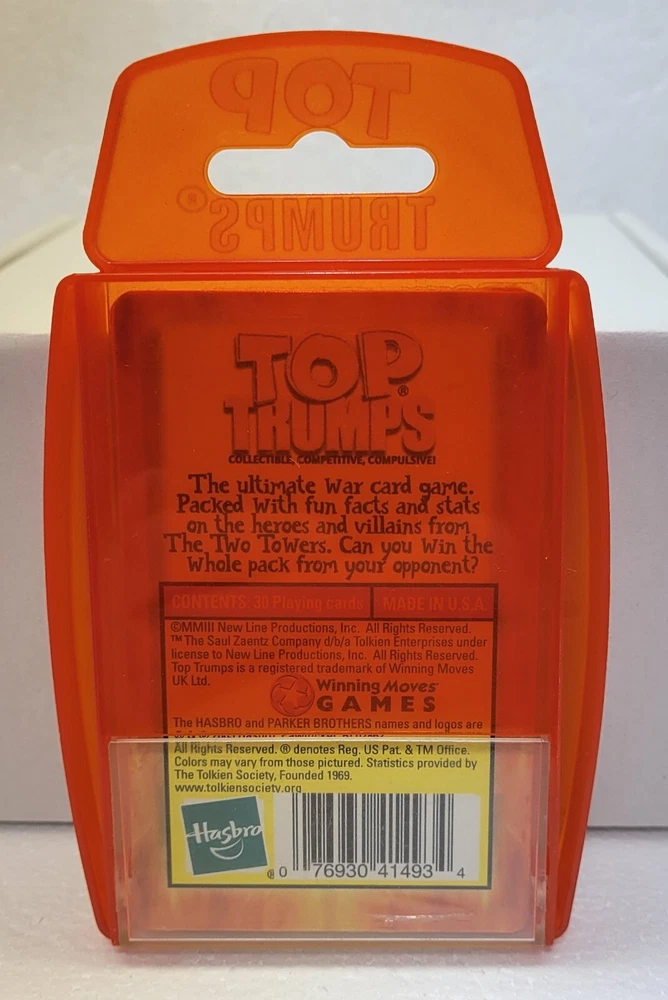 TOP
TRUMPS®
TOP
TRUMPS®
COLLECTIBLE, COMPETITIVE, COMPULSIVE!
The ultimate War card game.
Packed With fun facts and stats
on the heroes and villains from
The Two ToWers. Can you Win the
Whole pack from your opponent?
CONTENTS: 30 Playing cards
MADE IN U.S.A.
©MMIII New Line Productions, Inc. All Rights Reserved.
™The Saul Zaentz Company d/b/a Tolkien Enterprises under
license to New Line Productions, Inc. All Rights Reserved.
Top Trumps is a registered trademark of Winning Moves
UK Ltd.
Winning Moves
GAMES
The HASBRO and PARKER BROTHERS names and logos are
All Rights Reserved. ® denotes Reg. US Pat. & TM Office.
Colors may vary from those pictured. Statistics provided by
The Tolkien Society, Founded 1969.
www.tolkiensociety.org
Hasbro
®
0 76930 41493 4